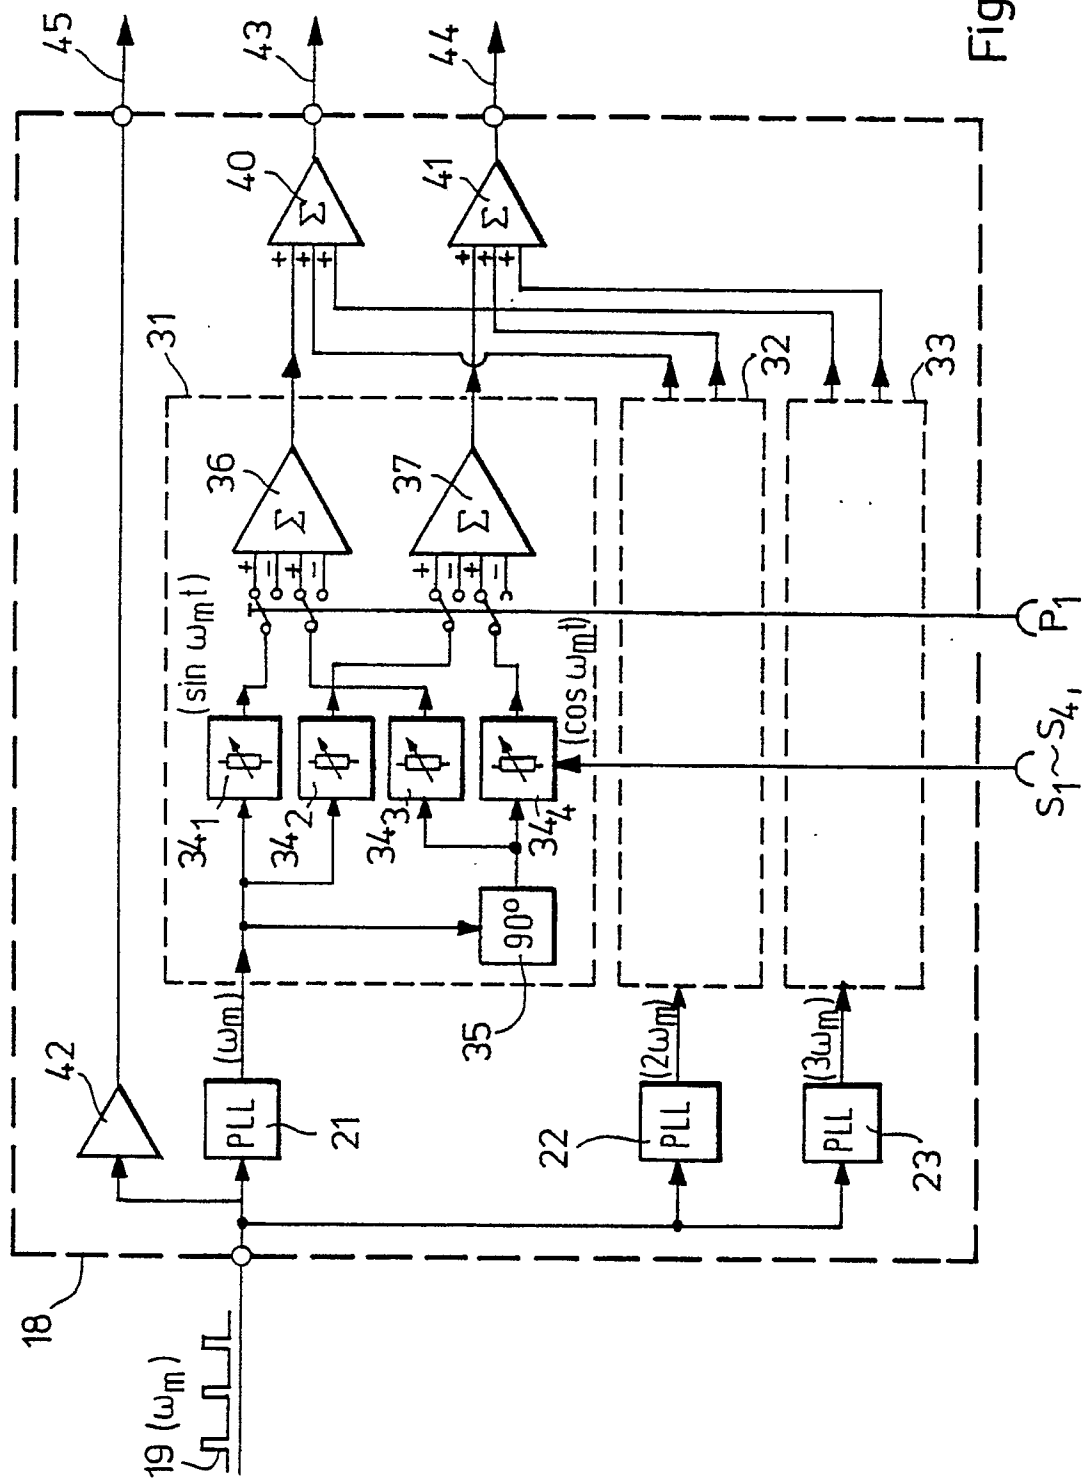 45
43
44
40
41
Σ
Σ
+
+
+
+
+
+
31
32
33
36
37
Σ
Σ
+
−
+
−
+
−
+
−
(sin ωmt)
(cos ωmt)
P1
S1~S4,
341
342
343
344
90°
35
(ωm)
(2ωm)
(3ωm)
42
PLL
21
PLL
22
PLL
23
18
19 (ωm)
Fig